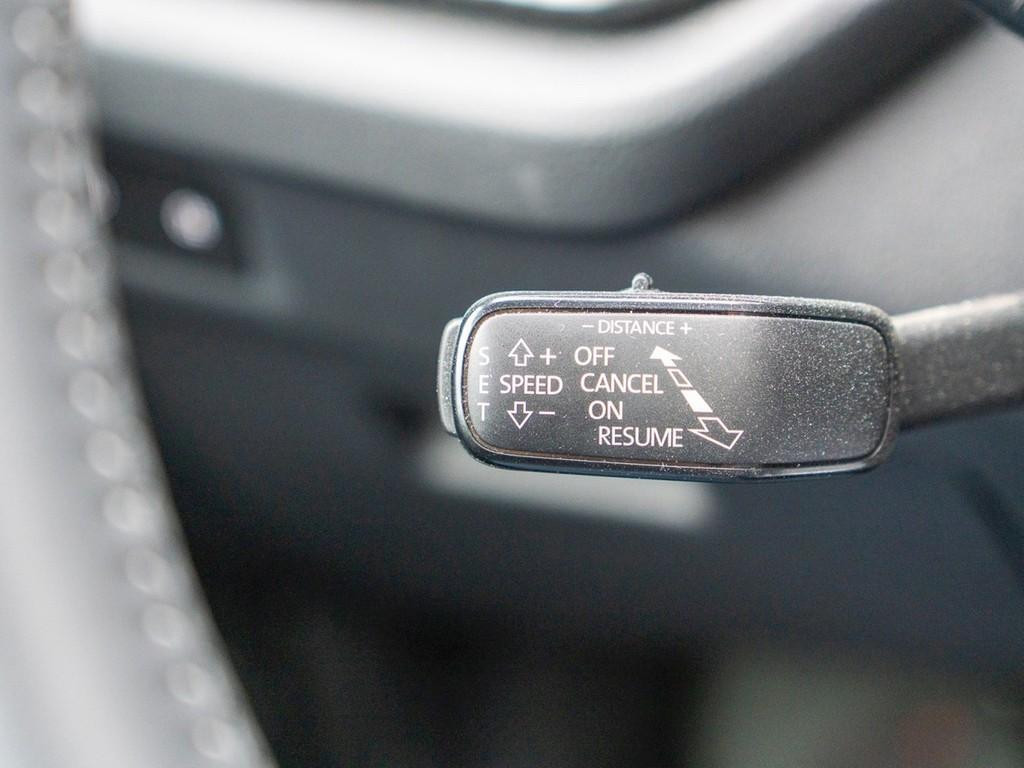 − DISTANCE +
S + OFF
E SPEED CANCEL
T − ON
RESUME